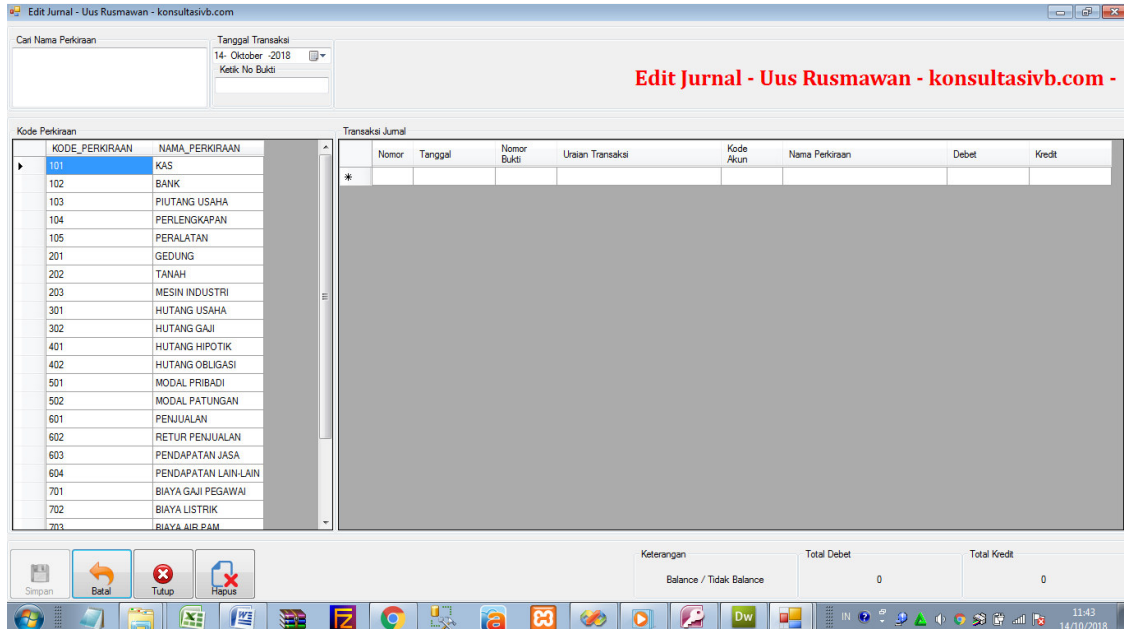 Edit Jurnal - Uus Rusmawan - konsultasivb.com
Cari Nama Perkiraan
Tanggal Transaksi
14- Oktober -2018
Ketik No Bukti
Edit Jurnal - Uus Rusmawan - konsultasivb.com -
Kode Perkiraan
KODE_PERKIRAAN NAMA_PERKIRAAN
101 KAS
102 BANK
103 PIUTANG USAHA
104 PERLENGKAPAN
105 PERALATAN
201 GEDUNG
202 TANAH
203 MESIN INDUSTRI
301 HUTANG USAHA
302 HUTANG GAJI
401 HUTANG HIPOTIK
402 HUTANG OBLIGASI
501 MODAL PRIBADI
502 MODAL PATUNGAN
601 PENJUALAN
602 RETUR PENJUALAN
603 PENDAPATAN JASA
604 PENDAPATAN LAIN-LAIN
701 BIAYA GAJI PEGAWAI
702 BIAYA LISTRIK
703 BIAYA AIR PAM
Transaksi Jurnal
Nomor Tanggal Nomor Bukti Uraian Transaksi Kode Akun Nama Perkiraan Debet Kredit
Simpan Batal Tutup Hapus
Keterangan
Balance / Tidak Balance
Total Debet
0
Total Kredit
0
Dw
IN
11:43
14/10/2018